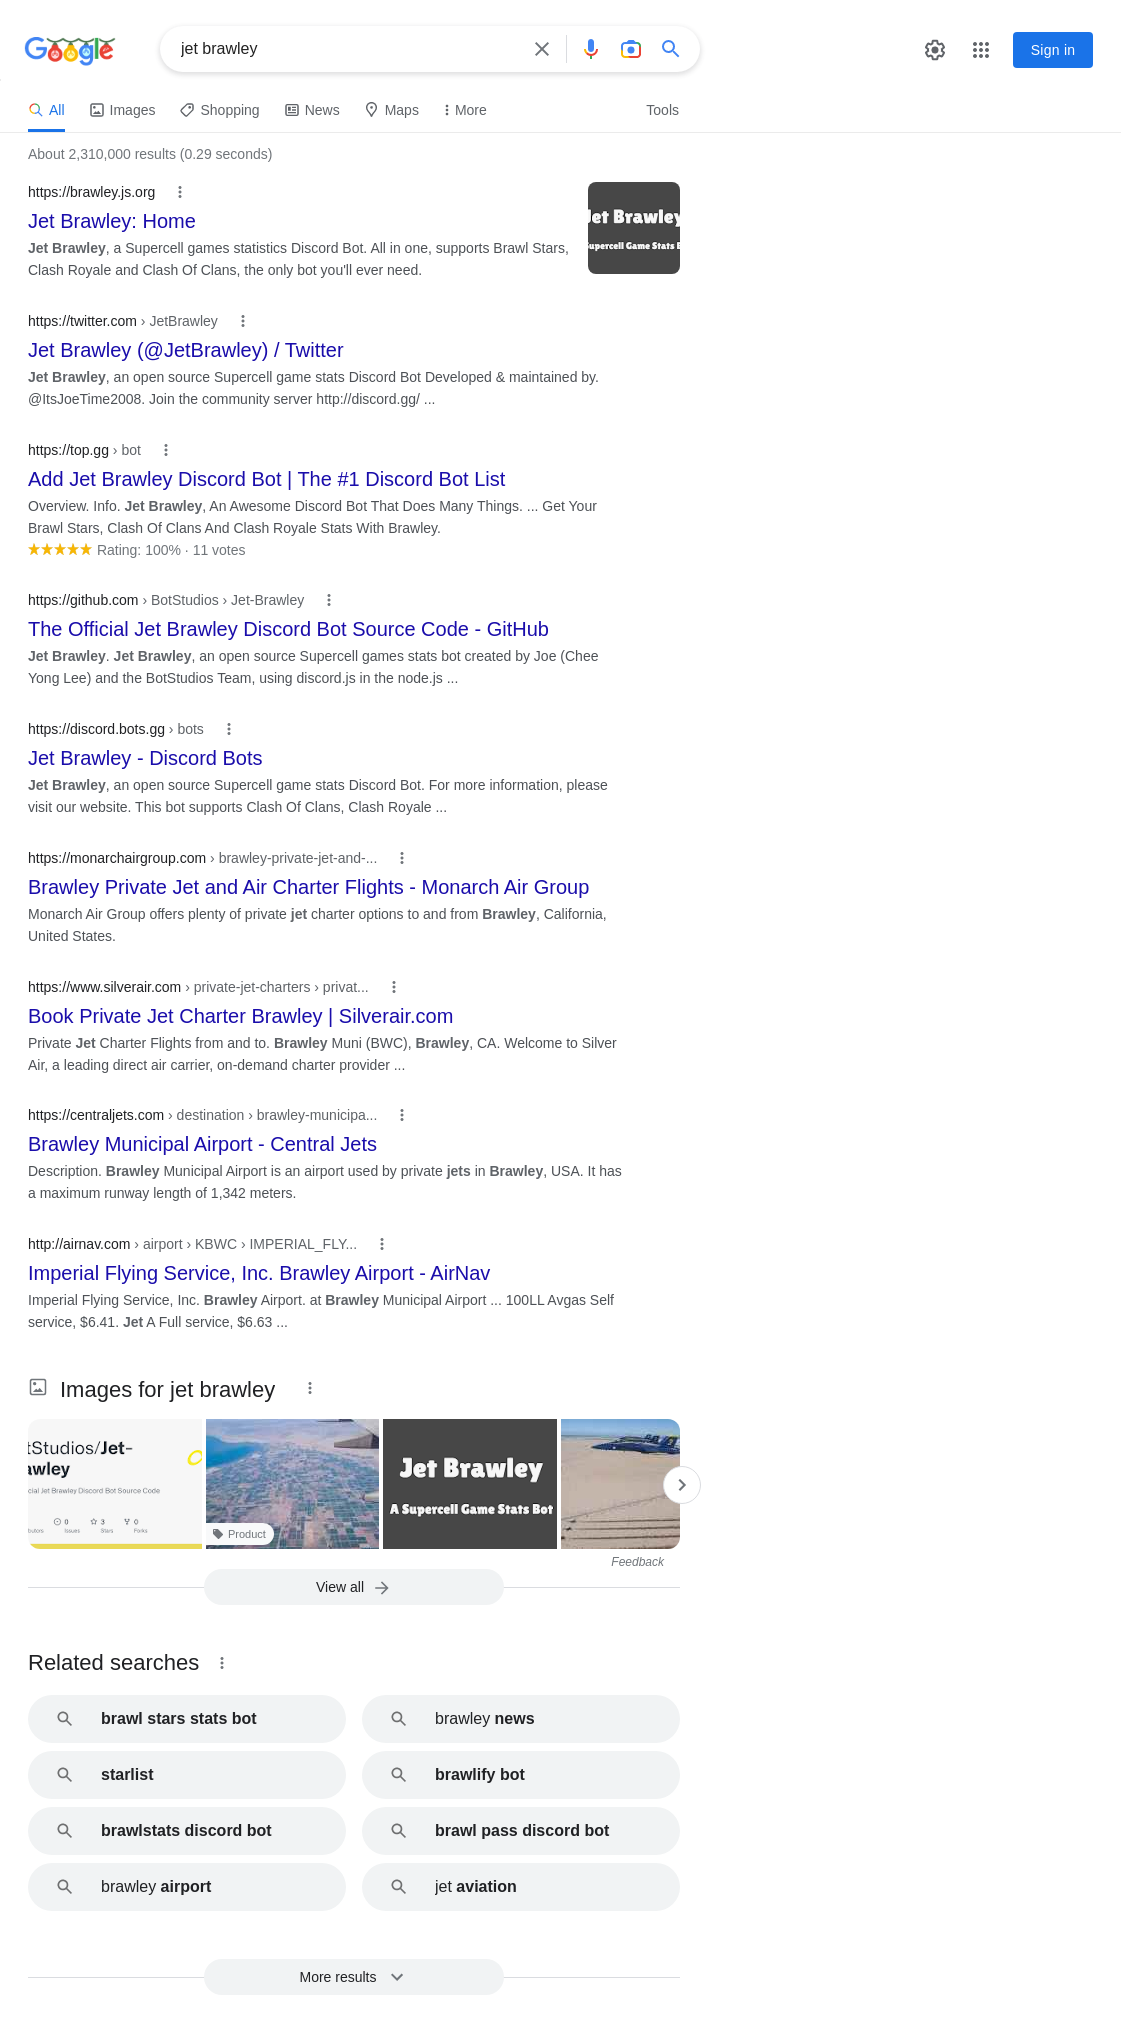 Google
jet brawley
Sign in
All
Images
Shopping
News
Maps
More
Tools
About 2,310,000 results (0.29 seconds)
https://brawley.js.org
Jet Brawley: Home
Jet Brawley, a Supercell games statistics Discord Bot. All in one, supports Brawl Stars,
Clash Royale and Clash Of Clans, the only bot you'll ever need.
Jet Brawley
Supercell Game Stats B
https://twitter.com › JetBrawley
Jet Brawley (@JetBrawley) / Twitter
Jet Brawley, an open source Supercell game stats Discord Bot Developed & maintained by.
@ItsJoeTime2008. Join the community server http://discord.gg/ ...
https://top.gg › bot
Add Jet Brawley Discord Bot | The #1 Discord Bot List
Overview. Info. Jet Brawley, An Awesome Discord Bot That Does Many Things. ... Get Your
Brawl Stars, Clash Of Clans And Clash Royale Stats With Brawley.
Rating: 100% · 11 votes
https://github.com › BotStudios › Jet-Brawley
The Official Jet Brawley Discord Bot Source Code - GitHub
Jet Brawley. Jet Brawley, an open source Supercell games stats bot created by Joe (Chee
Yong Lee) and the BotStudios Team, using discord.js in the node.js ...
https://discord.bots.gg › bots
Jet Brawley - Discord Bots
Jet Brawley, an open source Supercell game stats Discord Bot. For more information, please
visit our website. This bot supports Clash Of Clans, Clash Royale ...
https://monarchairgroup.com › brawley-private-jet-and-...
Brawley Private Jet and Air Charter Flights - Monarch Air Group
Monarch Air Group offers plenty of private jet charter options to and from Brawley, California,
United States.
https://www.silverair.com › private-jet-charters › privat...
Book Private Jet Charter Brawley | Silverair.com
Private Jet Charter Flights from and to. Brawley Muni (BWC), Brawley, CA. Welcome to Silver
Air, a leading direct air carrier, on-demand charter provider ...
https://centraljets.com › destination › brawley-municipa...
Brawley Municipal Airport - Central Jets
Description. Brawley Municipal Airport is an airport used by private jets in Brawley, USA. It has
a maximum runway length of 1,342 meters.
http://airnav.com › airport › KBWC › IMPERIAL_FLY...
Imperial Flying Service, Inc. Brawley Airport - AirNav
Imperial Flying Service, Inc. Brawley Airport. at Brawley Municipal Airport ... 100LL Avgas Self
service, $6.41. Jet A Full service, $6.63 ...
Images for jet brawley
tStudios/Jet-
awley
cial Jet Brawley Discord Bot Source Code
0
3
0
butors
Issues
Stars
Forks
Product
Jet Brawley
A Supercell Game Stats Bot
Feedback
View all
Related searches
brawl stars stats bot
brawley news
starlist
brawlify bot
brawlstats discord bot
brawl pass discord bot
brawley airport
jet aviation
More results